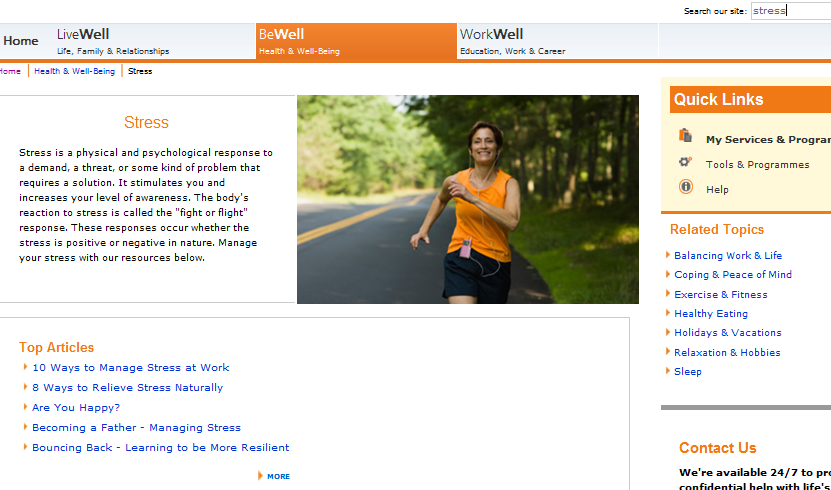 Search our site: stress
Home
LiveWell
Life, Family & Relationships
BeWell
Health & Well-Being
WorkWell
Education, Work & Career
Home Health & Well-Being Stress
Stress
Stress is a physical and psychological response to
a demand, a threat, or some kind of problem that
requires a solution. It stimulates you and
increases your level of awareness. The body's
reaction to stress is called the "fight or flight"
response. These responses occur whether the
stress is positive or negative in nature. Manage
your stress with our resources below.
Top Articles
10 Ways to Manage Stress at Work
8 Ways to Relieve Stress Naturally
Are You Happy?
Becoming a Father - Managing Stress
Bouncing Back - Learning to be More Resilient
MORE
Quick Links
My Services & Program
Tools & Programmes
Help
Related Topics
Balancing Work & Life
Coping & Peace of Mind
Exercise & Fitness
Healthy Eating
Holidays & Vacations
Relaxation & Hobbies
Sleep
Contact Us
We're available 24/7 to pro
confidential help with life's